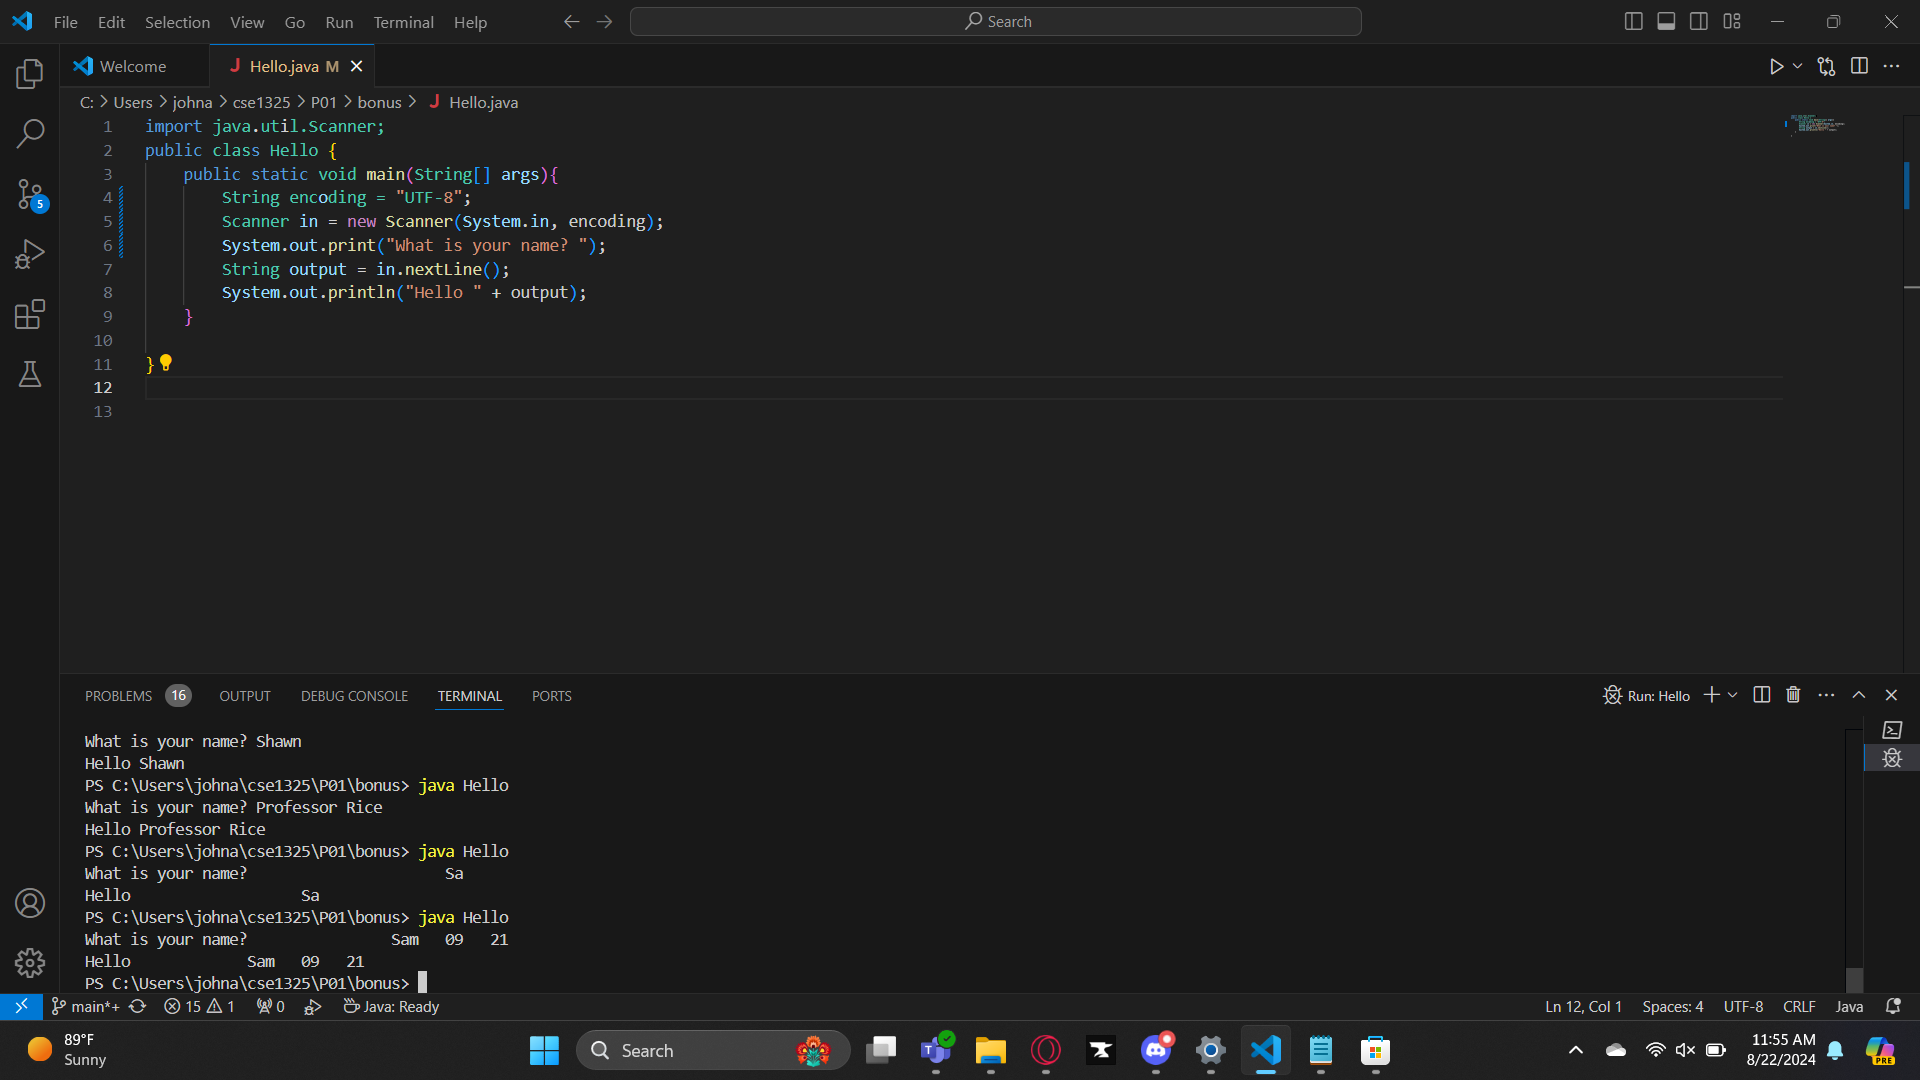 File Edit Selection View Go Run Terminal Help
Search
Welcome
J Hello.java M
C: > Users > johna > cse1325 > P01 > bonus > J Hello.java
1 import java.util.Scanner;
2 public class Hello {
3 public static void main(String[] args){
4 String encoding = "UTF-8";
5 Scanner in = new Scanner(System.in, encoding);
6 System.out.print("What is your name? ");
7 String output = in.nextLine();
8 System.out.println("Hello " + output);
9 }
10
11 }
12
13
5
PROBLEMS 16 OUTPUT DEBUG CONSOLE TERMINAL PORTS
Run: Hello
What is your name? Shawn
Hello Shawn
PS C:\Users\johna\cse1325\P01\bonus> java Hello
What is your name? Professor Rice
Hello Professor Rice
PS C:\Users\johna\cse1325\P01\bonus> java Hello
What is your name?                      Sa
Hello                   Sa
PS C:\Users\johna\cse1325\P01\bonus> java Hello
What is your name?                Sam   09   21
Hello             Sam   09   21
PS C:\Users\johna\cse1325\P01\bonus>
main*+ 15 1 0 Java: Ready
Ln 12, Col 1 Spaces: 4 UTF-8 CRLF Java
89°F
Sunny
Search
11:55 AM
8/22/2024
PRE